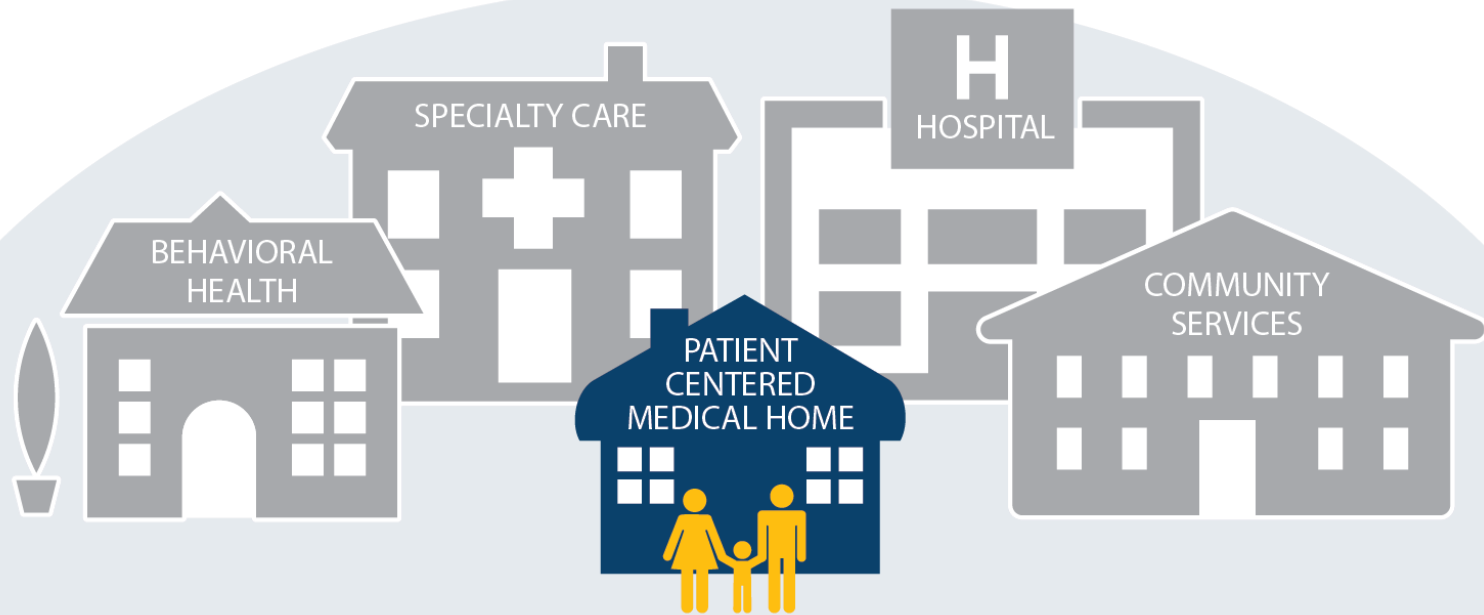 SPECIALTY CARE
H
HOSPITAL
BEHAVIORAL
HEALTH
COMMUNITY
SERVICES
PATIENT
CENTERED
MEDICAL HOME